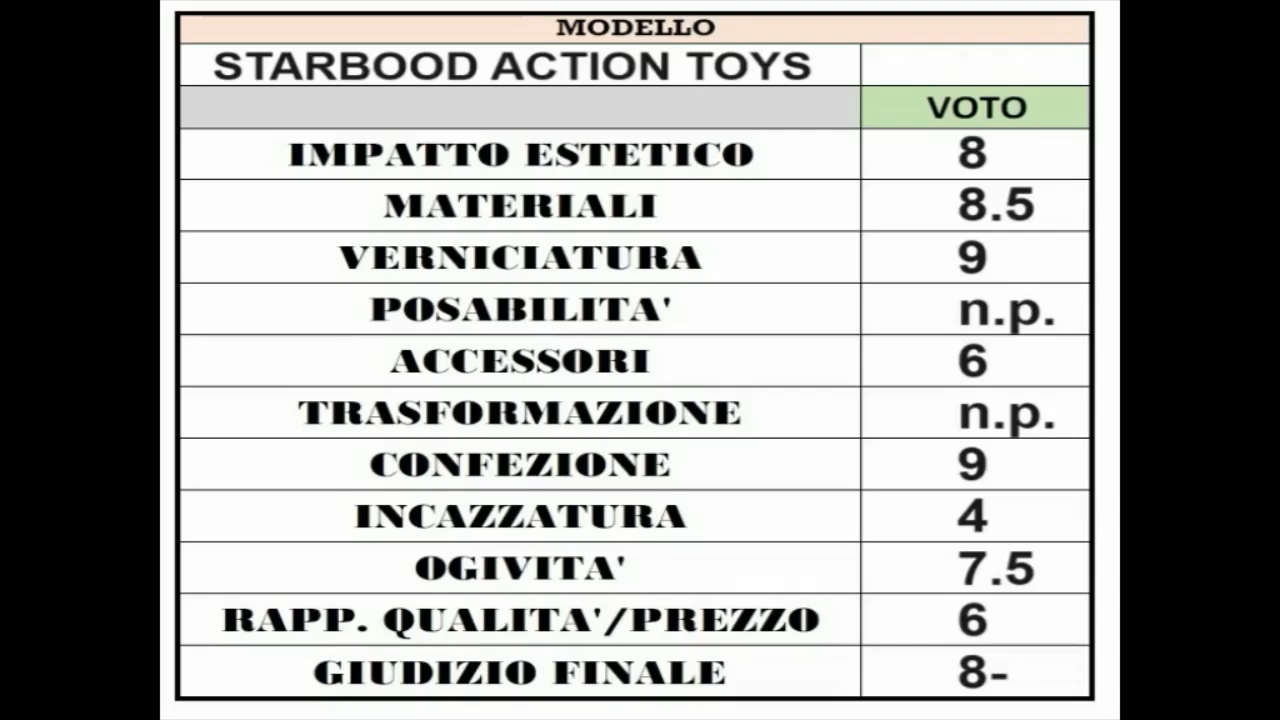 MODELLO
STARBOOD ACTION TOYS
VOTO
IMPATTO ESTETICO 8
MATERIALI 8.5
VERNICIATURA 9
POSABILITA' n.p.
ACCESSORI 6
TRASFORMAZIONE n.p.
CONFEZIONE 9
INCAZZATURA 4
OGIVITA' 7.5
RAPP. QUALITA'/PREZZO 6
GIUDIZIO FINALE 8-